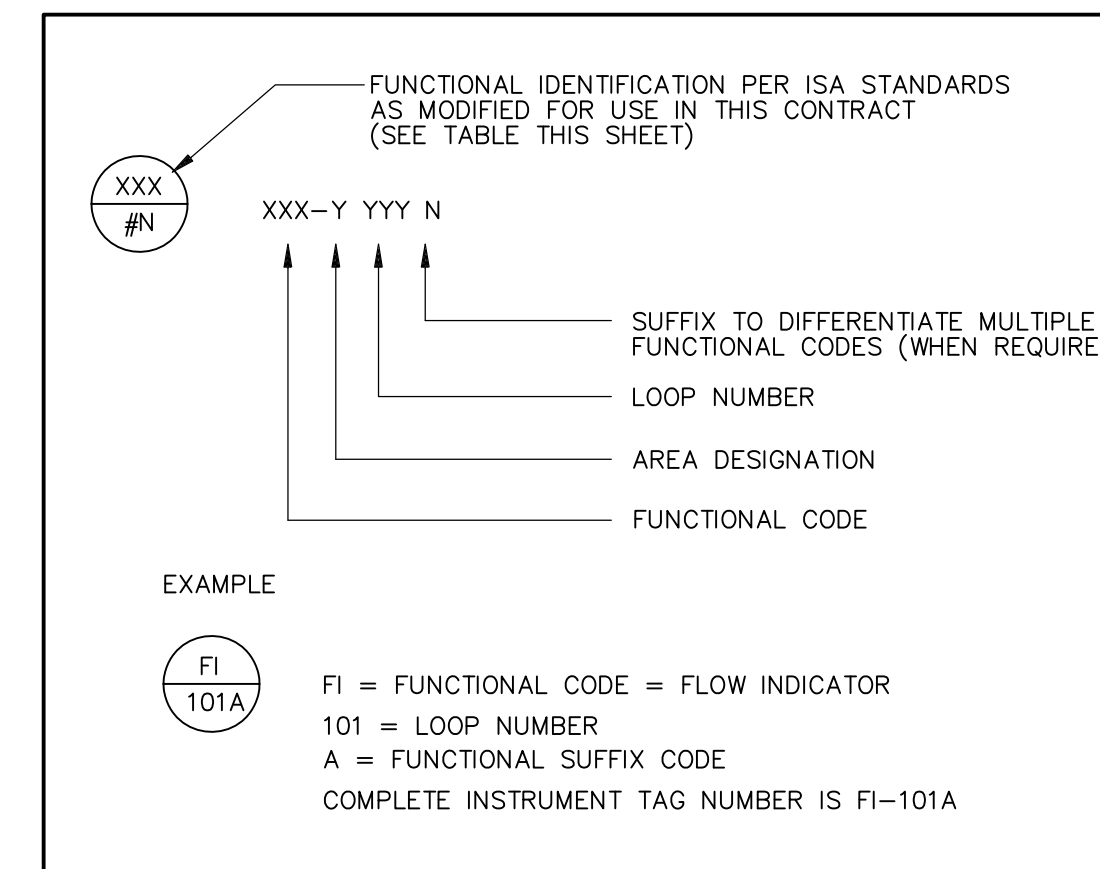 FUNCTIONAL IDENTIFICATION PER ISA STANDARDS
AS MODIFIED FOR USE IN THIS CONTRACT
(SEE TABLE THIS SHEET)
XXX
#N
XXX-Y YYY N
SUFFIX TO DIFFERENTIATE MULTIPLE
FUNCTIONAL CODES (WHEN REQUIRE
LOOP NUMBER
AREA DESIGNATION
FUNCTIONAL CODE
EXAMPLE
FI
101A
FI = FUNCTIONAL CODE = FLOW INDICATOR
101 = LOOP NUMBER
A = FUNCTIONAL SUFFIX CODE
COMPLETE INSTRUMENT TAG NUMBER IS FI-101A